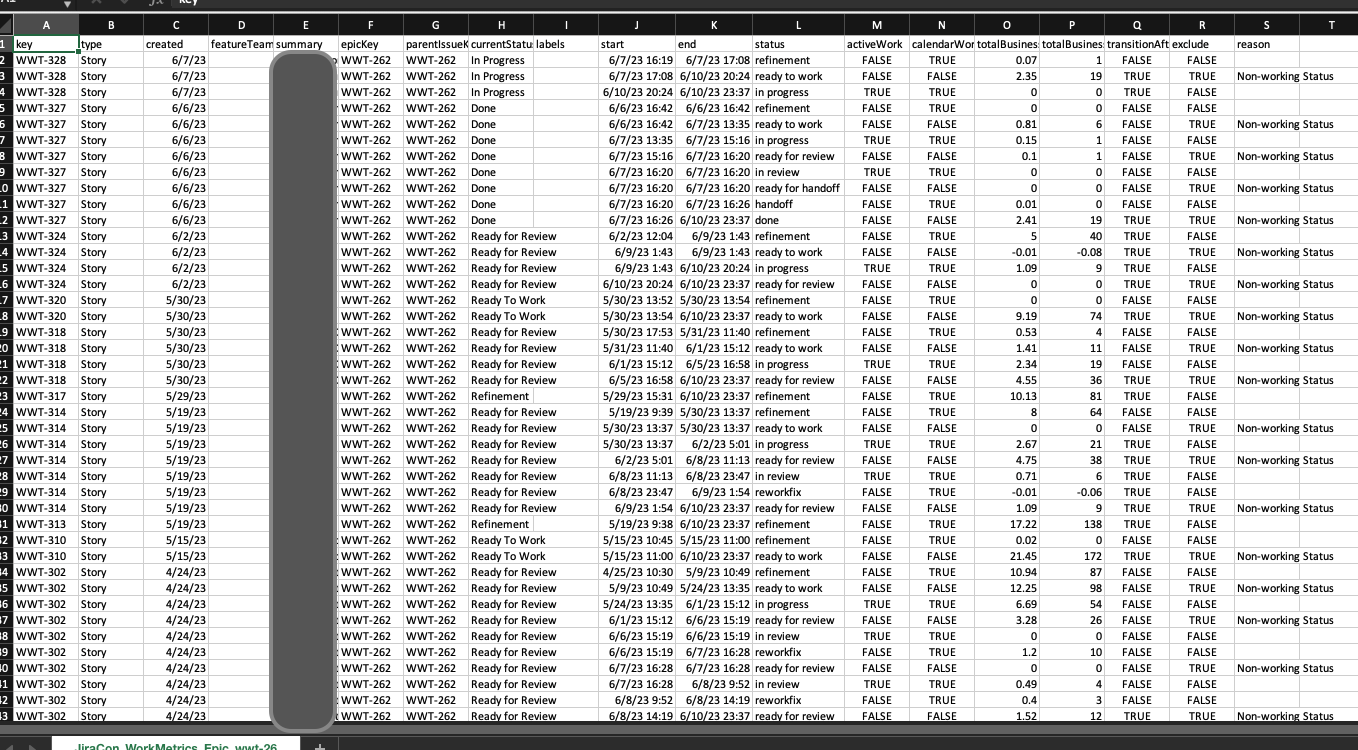 A B C D E F G H I J K L M N O P Q R S T
key type created featureTeam summary epicKey parentIssueK currentStatu labels start end status activeWork calendarWor totalBusines totalBusines transitionAft exclude reason
2 WWT-328 Story 6/7/23 WWT-262 WWT-262 In Progress 6/7/23 16:19 6/7/23 17:08 refinement FALSE TRUE 0.07 1 FALSE FALSE
3 WWT-328 Story 6/7/23 WWT-262 WWT-262 In Progress 6/7/23 17:08 6/10/23 20:24 ready to work FALSE FALSE 2.35 19 TRUE TRUE Non-working Status
4 WWT-328 Story 6/7/23 WWT-262 WWT-262 In Progress 6/10/23 20:24 6/10/23 23:37 in progress TRUE TRUE 0 0 TRUE FALSE
5 WWT-327 Story 6/6/23 WWT-262 WWT-262 Done 6/6/23 16:42 6/6/23 16:42 refinement FALSE TRUE 0 0 FALSE FALSE
6 WWT-327 Story 6/6/23 WWT-262 WWT-262 Done 6/6/23 16:42 6/7/23 13:35 ready to work FALSE FALSE 0.81 6 FALSE TRUE Non-working Status
7 WWT-327 Story 6/6/23 WWT-262 WWT-262 Done 6/7/23 13:35 6/7/23 15:16 in progress TRUE TRUE 0.15 1 FALSE FALSE
8 WWT-327 Story 6/6/23 WWT-262 WWT-262 Done 6/7/23 15:16 6/7/23 16:20 ready for review FALSE FALSE 0.1 1 FALSE TRUE Non-working Status
9 WWT-327 Story 6/6/23 WWT-262 WWT-262 Done 6/7/23 16:20 6/7/23 16:20 in review TRUE TRUE 0 0 FALSE FALSE
10 WWT-327 Story 6/6/23 WWT-262 WWT-262 Done 6/7/23 16:20 6/7/23 16:20 ready for handoff FALSE FALSE 0 0 FALSE TRUE Non-working Status
11 WWT-327 Story 6/6/23 WWT-262 WWT-262 Done 6/7/23 16:20 6/7/23 16:26 handoff FALSE TRUE 0.01 0 FALSE FALSE
12 WWT-327 Story 6/6/23 WWT-262 WWT-262 Done 6/7/23 16:26 6/10/23 23:37 done FALSE FALSE 2.41 19 TRUE TRUE Non-working Status
13 WWT-324 Story 6/2/23 WWT-262 WWT-262 Ready for Review 6/2/23 12:04 6/9/23 1:43 refinement FALSE TRUE 5 40 TRUE FALSE
14 WWT-324 Story 6/2/23 WWT-262 WWT-262 Ready for Review 6/9/23 1:43 6/9/23 1:43 ready to work FALSE FALSE -0.01 -0.08 TRUE TRUE Non-working Status
15 WWT-324 Story 6/2/23 WWT-262 WWT-262 Ready for Review 6/9/23 1:43 6/10/23 20:24 in progress TRUE TRUE 1.09 9 TRUE FALSE
16 WWT-324 Story 6/2/23 WWT-262 WWT-262 Ready for Review 6/10/23 20:24 6/10/23 23:37 ready for review FALSE FALSE 0 0 TRUE TRUE Non-working Status
17 WWT-320 Story 5/30/23 WWT-262 WWT-262 Ready To Work 5/30/23 13:52 5/30/23 13:54 refinement FALSE TRUE 0 0 FALSE FALSE
18 WWT-320 Story 5/30/23 WWT-262 WWT-262 Ready To Work 5/30/23 13:54 6/10/23 23:37 ready to work FALSE FALSE 9.19 74 TRUE TRUE Non-working Status
19 WWT-318 Story 5/30/23 WWT-262 WWT-262 Ready for Review 5/30/23 17:53 5/31/23 11:40 refinement FALSE TRUE 0.53 4 FALSE FALSE
20 WWT-318 Story 5/30/23 WWT-262 WWT-262 Ready for Review 5/31/23 11:40 6/1/23 15:12 ready to work FALSE FALSE 1.41 11 FALSE TRUE Non-working Status
21 WWT-318 Story 5/30/23 WWT-262 WWT-262 Ready for Review 6/1/23 15:12 6/5/23 16:58 in progress TRUE TRUE 2.34 19 FALSE FALSE
22 WWT-318 Story 5/30/23 WWT-262 WWT-262 Ready for Review 6/5/23 16:58 6/10/23 23:37 ready for review FALSE FALSE 4.55 36 TRUE TRUE Non-working Status
23 WWT-317 Story 5/29/23 WWT-262 WWT-262 Refinement 5/29/23 15:31 6/10/23 23:37 refinement FALSE TRUE 10.13 81 TRUE FALSE
24 WWT-314 Story 5/19/23 WWT-262 WWT-262 Ready for Review 5/19/23 9:39 5/30/23 13:37 refinement FALSE TRUE 8 64 FALSE FALSE
25 WWT-314 Story 5/19/23 WWT-262 WWT-262 Ready for Review 5/30/23 13:37 5/30/23 13:37 ready to work FALSE FALSE 0 0 FALSE TRUE Non-working Status
26 WWT-314 Story 5/19/23 WWT-262 WWT-262 Ready for Review 5/30/23 13:37 6/2/23 5:01 in progress TRUE TRUE 2.67 21 FALSE FALSE
27 WWT-314 Story 5/19/23 WWT-262 WWT-262 Ready for Review 6/2/23 5:01 6/8/23 11:13 ready for review FALSE FALSE 4.75 38 FALSE TRUE Non-working Status
28 WWT-314 Story 5/19/23 WWT-262 WWT-262 Ready for Review 6/8/23 11:13 6/8/23 23:47 in review TRUE TRUE 0.71 6 FALSE FALSE
29 WWT-314 Story 5/19/23 WWT-262 WWT-262 Ready for Review 6/8/23 23:47 6/9/23 1:54 reworkfix FALSE TRUE -0.01 -0.06 FALSE FALSE
30 WWT-314 Story 5/19/23 WWT-262 WWT-262 Ready for Review 6/9/23 1:54 6/10/23 23:37 ready for review FALSE FALSE 1.09 9 TRUE TRUE Non-working Status
31 WWT-313 Story 5/19/23 WWT-262 WWT-262 Refinement 5/19/23 9:38 6/10/23 23:37 refinement FALSE TRUE 17.22 138 TRUE FALSE
32 WWT-310 Story 5/15/23 WWT-262 WWT-262 Ready To Work 5/15/23 10:45 5/15/23 11:00 refinement FALSE TRUE 0.02 0 FALSE FALSE
33 WWT-310 Story 5/15/23 WWT-262 WWT-262 Ready To Work 5/15/23 11:00 6/10/23 23:37 ready to work FALSE FALSE 21.45 172 TRUE TRUE Non-working Status
34 WWT-302 Story 4/24/23 WWT-262 WWT-262 Ready for Review 4/25/23 10:30 5/9/23 10:49 refinement FALSE TRUE 10.94 87 FALSE FALSE
35 WWT-302 Story 4/24/23 WWT-262 WWT-262 Ready for Review 5/9/23 10:49 5/24/23 13:35 ready to work FALSE FALSE 12.25 98 FALSE TRUE Non-working Status
36 WWT-302 Story 4/24/23 WWT-262 WWT-262 Ready for Review 5/24/23 13:35 6/1/23 15:12 in progress TRUE TRUE 6.69 54 FALSE FALSE
37 WWT-302 Story 4/24/23 WWT-262 WWT-262 Ready for Review 6/1/23 15:12 6/6/23 15:19 ready for review FALSE FALSE 3.28 26 FALSE TRUE Non-working Status
38 WWT-302 Story 4/24/23 WWT-262 WWT-262 Ready for Review 6/6/23 15:19 6/6/23 15:19 in review TRUE TRUE 0 0 FALSE FALSE
39 WWT-302 Story 4/24/23 WWT-262 WWT-262 Ready for Review 6/6/23 15:19 6/7/23 16:28 reworkfix FALSE TRUE 1.2 10 FALSE FALSE
40 WWT-302 Story 4/24/23 WWT-262 WWT-262 Ready for Review 6/7/23 16:28 6/7/23 16:28 ready for review FALSE FALSE 0 0 FALSE TRUE Non-working Status
41 WWT-302 Story 4/24/23 WWT-262 WWT-262 Ready for Review 6/7/23 16:28 6/8/23 9:52 in review TRUE TRUE 0.49 4 FALSE FALSE
42 WWT-302 Story 4/24/23 WWT-262 WWT-262 Ready for Review 6/8/23 9:52 6/8/23 14:19 reworkfix FALSE TRUE 0.4 3 FALSE FALSE
43 WWT-302 Story 4/24/23 WWT-262 WWT-262 Ready for Review 6/8/23 14:19 6/10/23 23:37 ready for review FALSE FALSE 1.52 12 TRUE TRUE Non-working Status
JiraCon_WorkMetrics_Epic_wwt-26